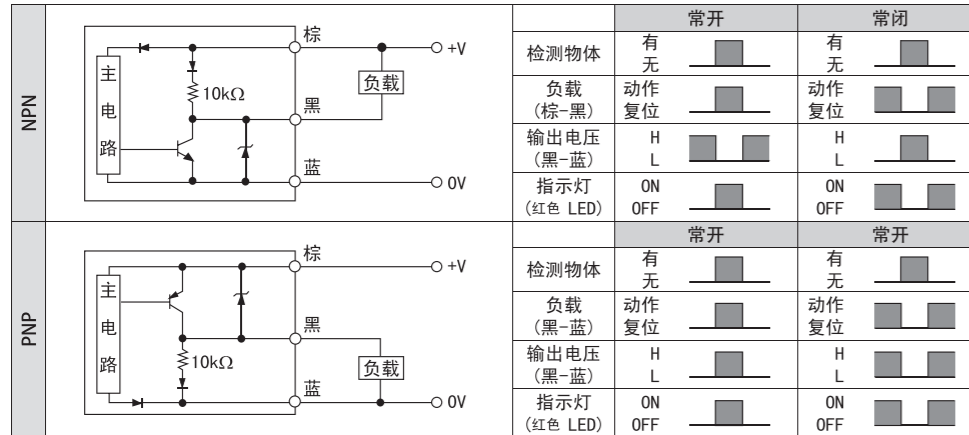 NPN
主
电
路
10kΩ
棕
黑
蓝
负载
+V
0V
常开 常闭
检测物体 有 无 有 无
负载 (棕-黑) 动作 复位 动作 复位
输出电压 (黑-蓝) H L H L
指示灯 (红色 LED) ON OFF ON OFF
PNP
主
电
路
10kΩ
棕
黑
蓝
负载
+V
0V
常开 常开
检测物体 有 无 有 无
负载 (黑-蓝) 动作 复位 动作 复位
输出电压 (黑-蓝) H L H L
指示灯 (红色 LED) ON OFF ON OFF